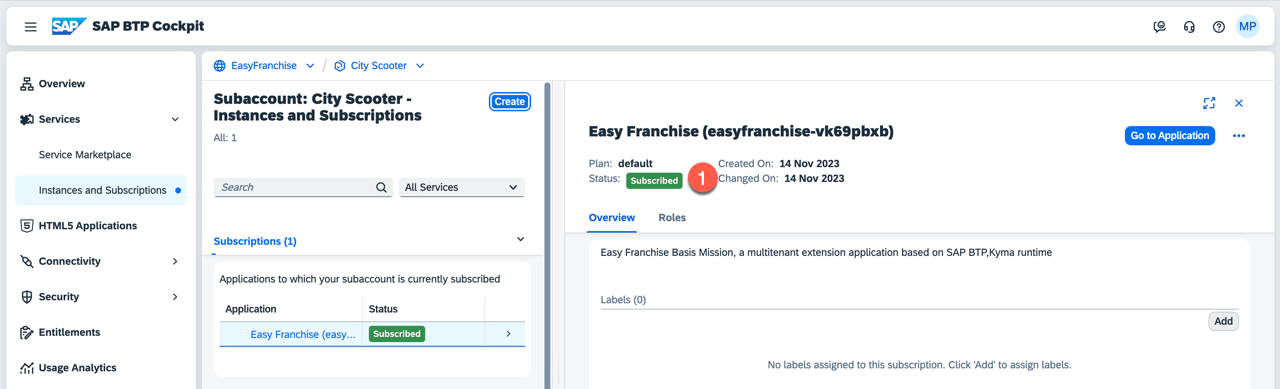 SAP SAP BTP Cockpit
MP
Overview
Services
Service Marketplace
Instances and Subscriptions
HTML5 Applications
Connectivity
Security
Entitlements
Usage Analytics
EasyFranchise / City Scooter
Subaccount: City Scooter -
Instances and Subscriptions
Create
All: 1
Search
All Services
Subscriptions (1)
Applications to which your subaccount is currently subscribed
Application Status
Easy Franchise (easy... Subscribed
Easy Franchise (easyfranchise-vk69pbxb)
Go to Application
Plan: default Created On: 14 Nov 2023
Status: Subscribed 1 Changed On: 14 Nov 2023
Overview Roles
Easy Franchise Basis Mission, a multitenant extension application based on SAP BTP,Kyma runtime
Labels (0)
Add
No labels assigned to this subscription. Click 'Add' to assign labels.